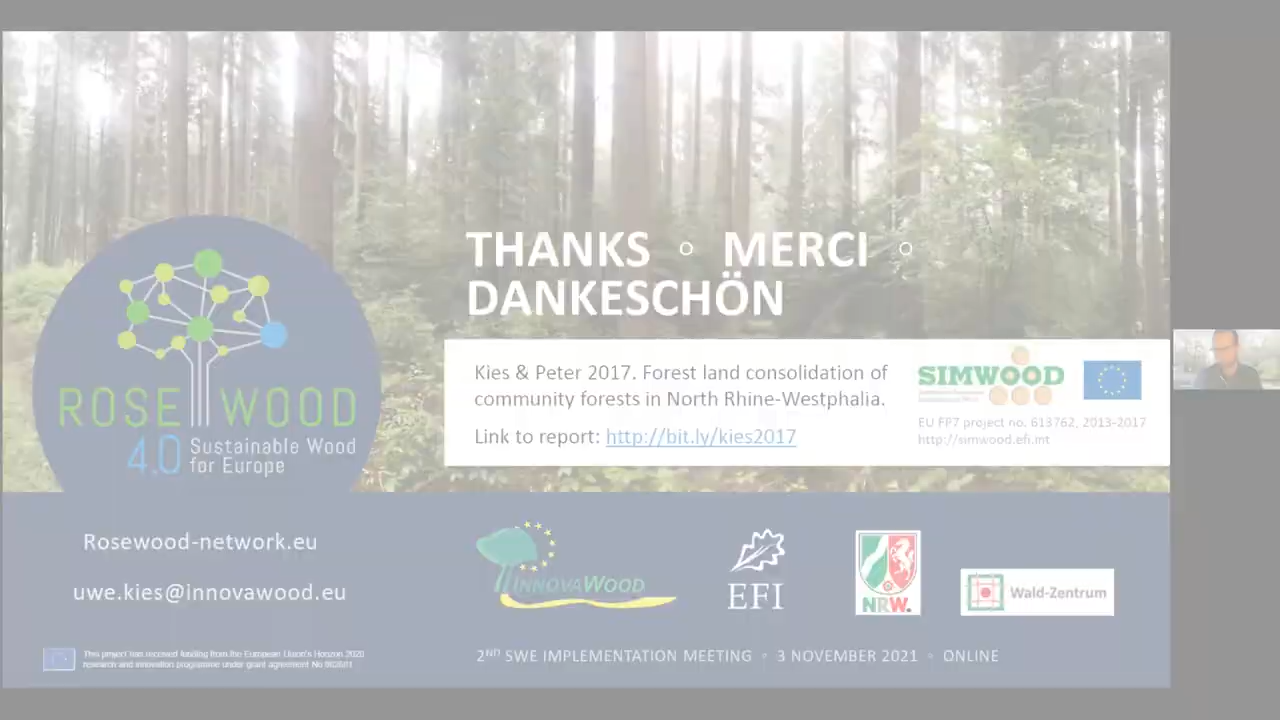 THANKS ◦ MERCI ◦
DANKESCHÖN
ROSEWOOD
4.0 Sustainable Wood
for Europe
Kies & Peter 2017. Forest land consolidation of
community forests in North Rhine-Westphalia.
Link to report: http://bit.ly/kies2017
SIMWOOD
EU FP7 project no. 613762, 2013-2017
http://simwood.efi.int
Rosewood-network.eu
uwe.kies@innovawood.eu
INNOVAWOOD
EFI
NRW.
Wald-Zentrum
This project has received funding from the European Union's Horizon 2020
research and innovation programme under grant agreement No
2ND SWE IMPLEMENTATION MEETING ◦ 3 NOVEMBER 2021 ◦ ONLINE